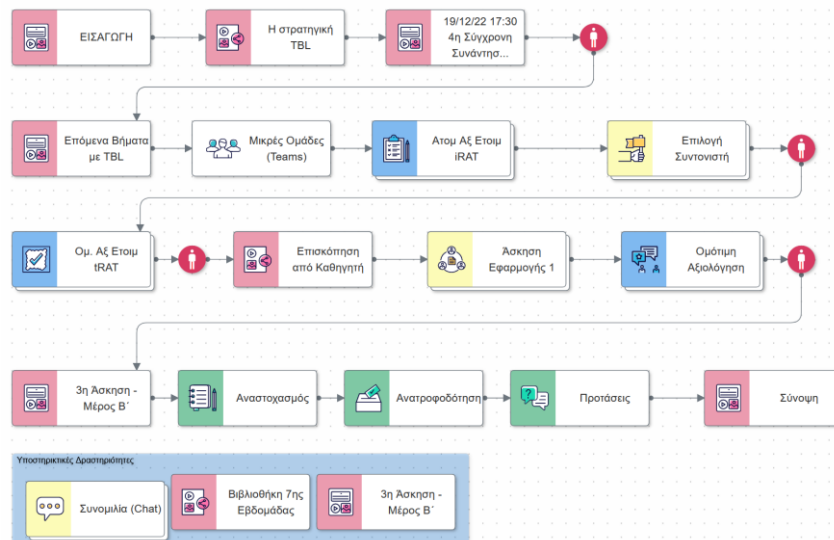 ΕΙΣΑΓΩΓΗ
Η στρατηγική
TBL
19/12/22 17:30
4η Σύγχρονη
Συνάντησ...
Επόμενα Βήματα
με TBL
Μικρές Ομάδες
(Teams)
Ατομ Αξ Ετοιμ
iRAT
Επιλογή
Συντονιστή
Ομ. Αξ Ετοιμ
tRAT
Επισκόπηση
από Καθηγητή
Άσκηση
Εφαρμογής 1
Ομότιμη
Αξιολόγηση
3η Άσκηση -
Μέρος Β΄
Αναστοχασμός
Ανατροφοδότηση
Προτάσεις
Σύνοψη
Υποστηρικτικές Δραστηριότητες
Συνομιλία (Chat)
Βιβλιοθήκη 7ης
Εβδομάδας
3η Άσκηση -
Μέρος Β΄